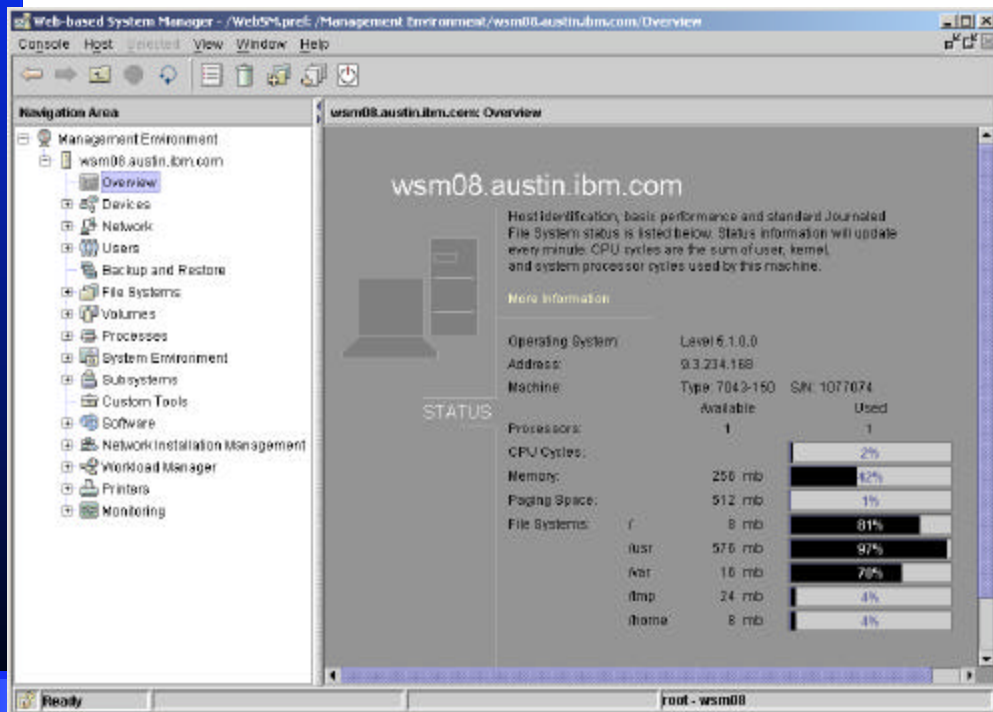 Web-based System Manager - /WebSM.pref: /Management Environment/wsm08.austin.ibm.com/Overview
Console Host Selected View Window Help
Navigation Area
wsm08.austin.ibm.com: Overview
Management Environment
wsm08.austin.ibm.com
Overview
Devices
Network
Users
Backup and Restore
File Systems
Volumes
Processes
System Environment
Subsystems
Custom Tools
Software
Network Installation Management
Workload Manager
Printers
Monitoring
wsm08.austin.ibm.com
Host identification, basic performance and standard Journaled
File System status is listed below. Status information will update
every minute. CPU cycles are the sum of user, kernel,
and system processor cycles used by this machine.
More Information
STATUS
Operating System: Level 5.1.0.0
Address: 9.3.234.168
Machine: Type: 7043-150 S/N: 1077074
Available Used
Processors: 1 1
CPU Cycles: 2%
Memory: 256 mb 42%
Paging Space: 512 mb 1%
File Systems: / 8 mb 81%
/usr 576 mb 97%
/var 16 mb 70%
/tmp 24 mb 4%
/home 8 mb 4%
Ready
root - wsm08